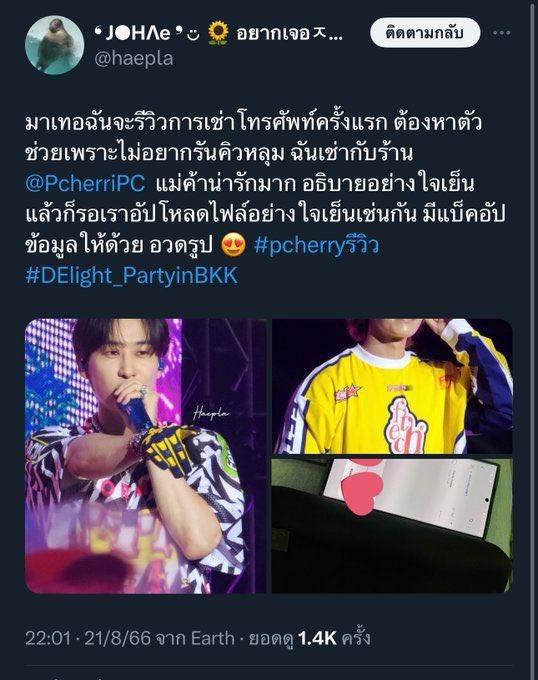 ❛ J⚈HΛe ❜ ت 🌻 อยากเจอㅈ...
ติดตามกลับ
@haepla
มาเทอฉันจะรีวิวการเช่าโทรศัพท์ครั้งแรก ต้องหาตัว
ช่วยเพราะไม่อยากรันคิวหลุม ฉันเช่ากับร้าน
@PcherriPC แม่ค้าน่ารักมาก อธิบายอย่างใจเย็น
แล้วก็รอเราอัปโหลดไฟล์อย่างใจเย็นเช่นกัน มีแบ็คอัป
ข้อมูลให้ด้วย อวดรูป 😍 #pcherryรีวิว
#DElight_PartyinBKK
Haepla
22:01 · 21/8/66 จาก Earth · ยอดดู 1.4K ครั้ง